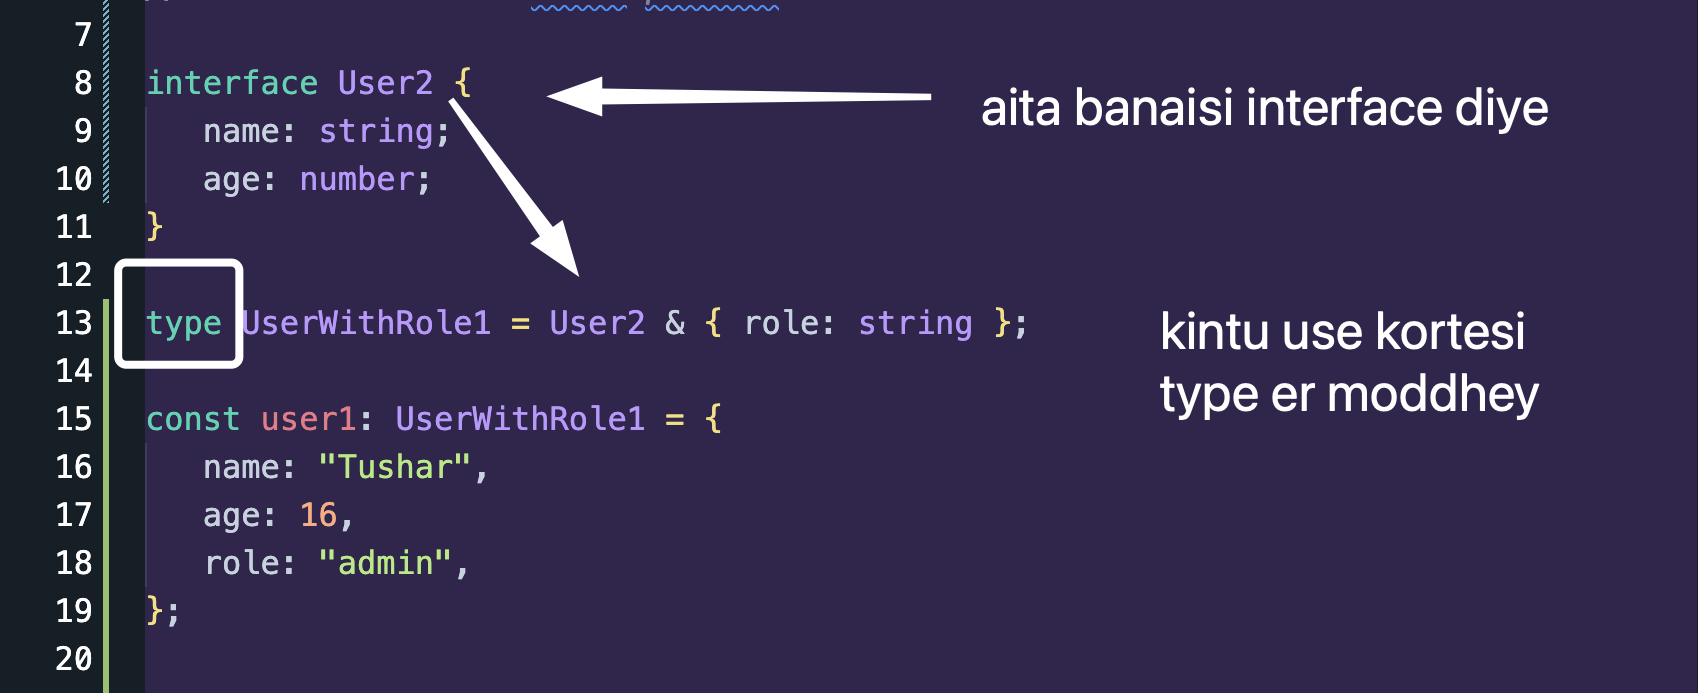 7
8 interface User2 {
aita banaisi interface diye
9 name: string;
10 age: number;
11 }
12
13 type UserWithRole1 = User2 & { role: string };
kintu use kortesi
type er moddhey
14
15 const user1: UserWithRole1 = {
16 name: "Tushar",
17 age: 16,
18 role: "admin",
19 };
20